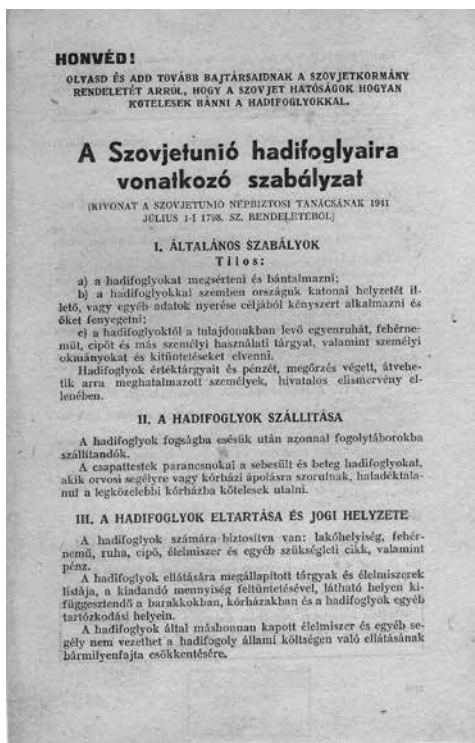 HONVÉD!
OLVASD ÉS ADD TOVÁBB BAJTÁRSAIDNAK A SZOVJETKORMÁNY
RENDELETÉT ARRÓL, HOGY A SZOVJET HATÓSÁGOK HOGYAN
KÖTELESEK BÁNNI A HADIFOGLYOKKAL.
A Szovjetunió hadifoglyaira
vonatkozó szabályzat
(KIVONAT A SZOVJETUNIÓ NÉPBIZTOSI TANÁCSÁNAK 1941
JÚLIUS 1-I 1798. SZ. RENDELETÉBŐL)
I. ÁLTALÁNOS SZABÁLYOK
Tilos:
a) a hadifoglyokat megsérteni és bántalmazni;
b) a hadifoglyokkal szemben országuk katonai helyzetét il-
lető, vagy egyéb adatok nyerése céljából kényszert alkalmazni és
őket fenyegetni;
c) a hadifoglyoktól a tulajdonukban levő egyenruhát, fehérne-
műt, cipőt és más személyi használati tárgyat, valamint személyi
okmányokat és kitüntetéseket elvenni.
Hadifoglyok értéktárgyait és pénzét, megőrzés végett, átvehe-
tik arra meghatalmazott személyek, hivatalos elismervény el-
lenében.
II. A HADIFOGLYOK SZÁLLITÁSA
A hadifoglyok fogságba esésük után azonnal fogolytáborokba
szállítandók.
A csapattestek parancsnokai a sebesült és beteg hadifoglyokat,
akik orvosi segélyre vagy kórházi ápolásra szorulnak, haladéktala-
nul a legközelebbi kórházba kötelesek utalni.
III. A HADIFOGLYOK ELTARTÁSA ÉS JOGI HELYZETE
A hadifoglyok számára biztosítva van: lakóhelyiség, fehér-
nemű, ruha, cipő, élelmiszer és egyéb szükségleti cikk, valamint
pénz.
A hadifoglyok ellátására megállapított tárgyak és élelmiszerek
listája, a kiadandó mennyiség feltüntetésével, látható helyen ki-
függesztendő a barakkokban, kórházakban és a hadifoglyok egyéb
tartózkodási helyein.
A hadifoglyok által máshonnan kapott élelmiszer és egyéb se-
gély nem vezethet a hadifogoly állami költségen való ellátásának
bármilyenfajta csökkentésére.